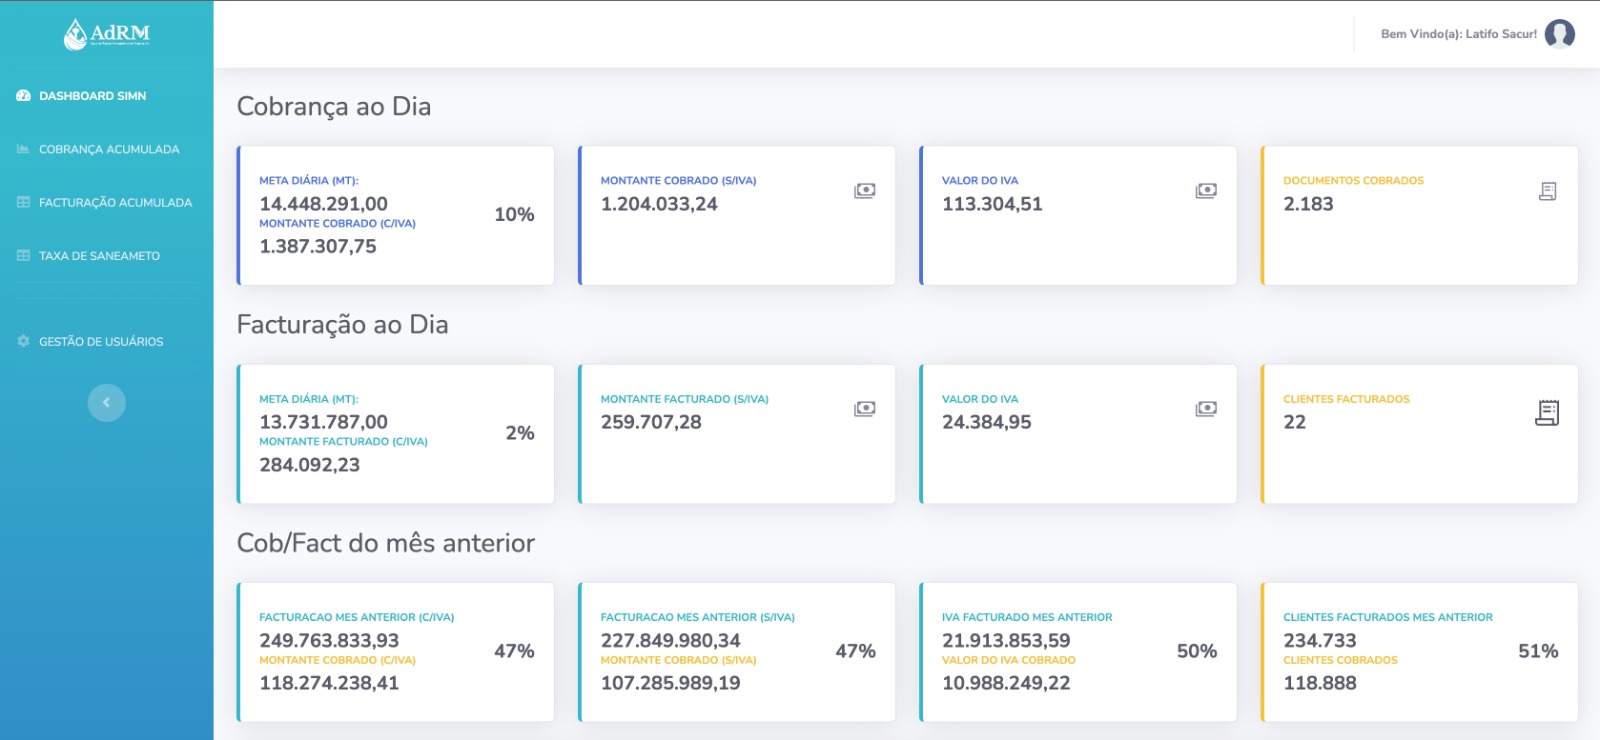 AdRM
Bem Vindo(a): Latifo Sacur!
DASHBOARD SIMN
COBRANÇA ACUMULADA
FACTURAÇÃO ACUMULADA
TAXA DE SANEAMETO
GESTÃO DE USUÁRIOS
Cobrança ao Dia
META DIÁRIA (MT):
14.448.291,00
MONTANTE COBRADO (C/IVA)
1.387.307,75
10%
MONTANTE COBRADO (S/IVA)
1.204.033,24
VALOR DO IVA
113.304,51
DOCUMENTOS COBRADOS
2.183
Facturação ao Dia
META DIÁRIA (MT):
13.731.787,00
MONTANTE FACTURADO (C/IVA)
284.092,23
2%
MONTANTE FACTURADO (S/IVA)
259.707,28
VALOR DO IVA
24.384,95
CLIENTES FACTURADOS
22
Cob/Fact do mês anterior
FACTURACAO MES ANTERIOR (C/IVA)
249.763.833,93
MONTANTE COBRADO (C/IVA)
118.274.238,41
47%
FACTURACAO MES ANTERIOR (S/IVA)
227.849.980,34
MONTANTE COBRADO (S/IVA)
107.285.989,19
47%
IVA FACTURADO MES ANTERIOR
21.913.853,59
VALOR DO IVA COBRADO
10.988.249,22
50%
CLIENTES FACTURADOS MES ANTERIOR
234.733
CLIENTES COBRADOS
118.888
51%